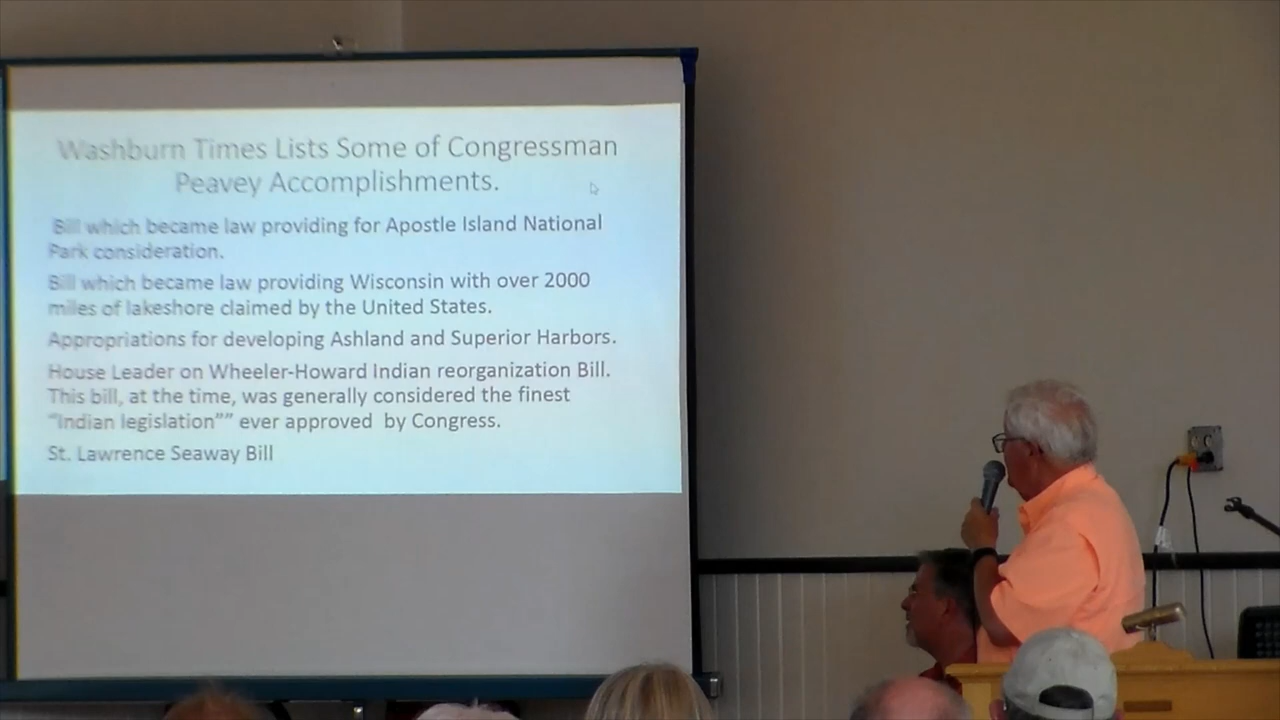 Washburn Times Lists Some of Congressman
Peavey Accomplishments.
Bill which became law providing for Apostle Island National
Park consideration.
Bill which became law providing Wisconsin with over 2000
miles of lakeshore claimed by the United States.
Appropriations for developing Ashland and Superior Harbors.
House Leader on Wheeler-Howard Indian reorganization Bill.
This bill, at the time, was generally considered the finest
“Indian legislation”” ever approved  by Congress.
St. Lawrence Seaway Bill